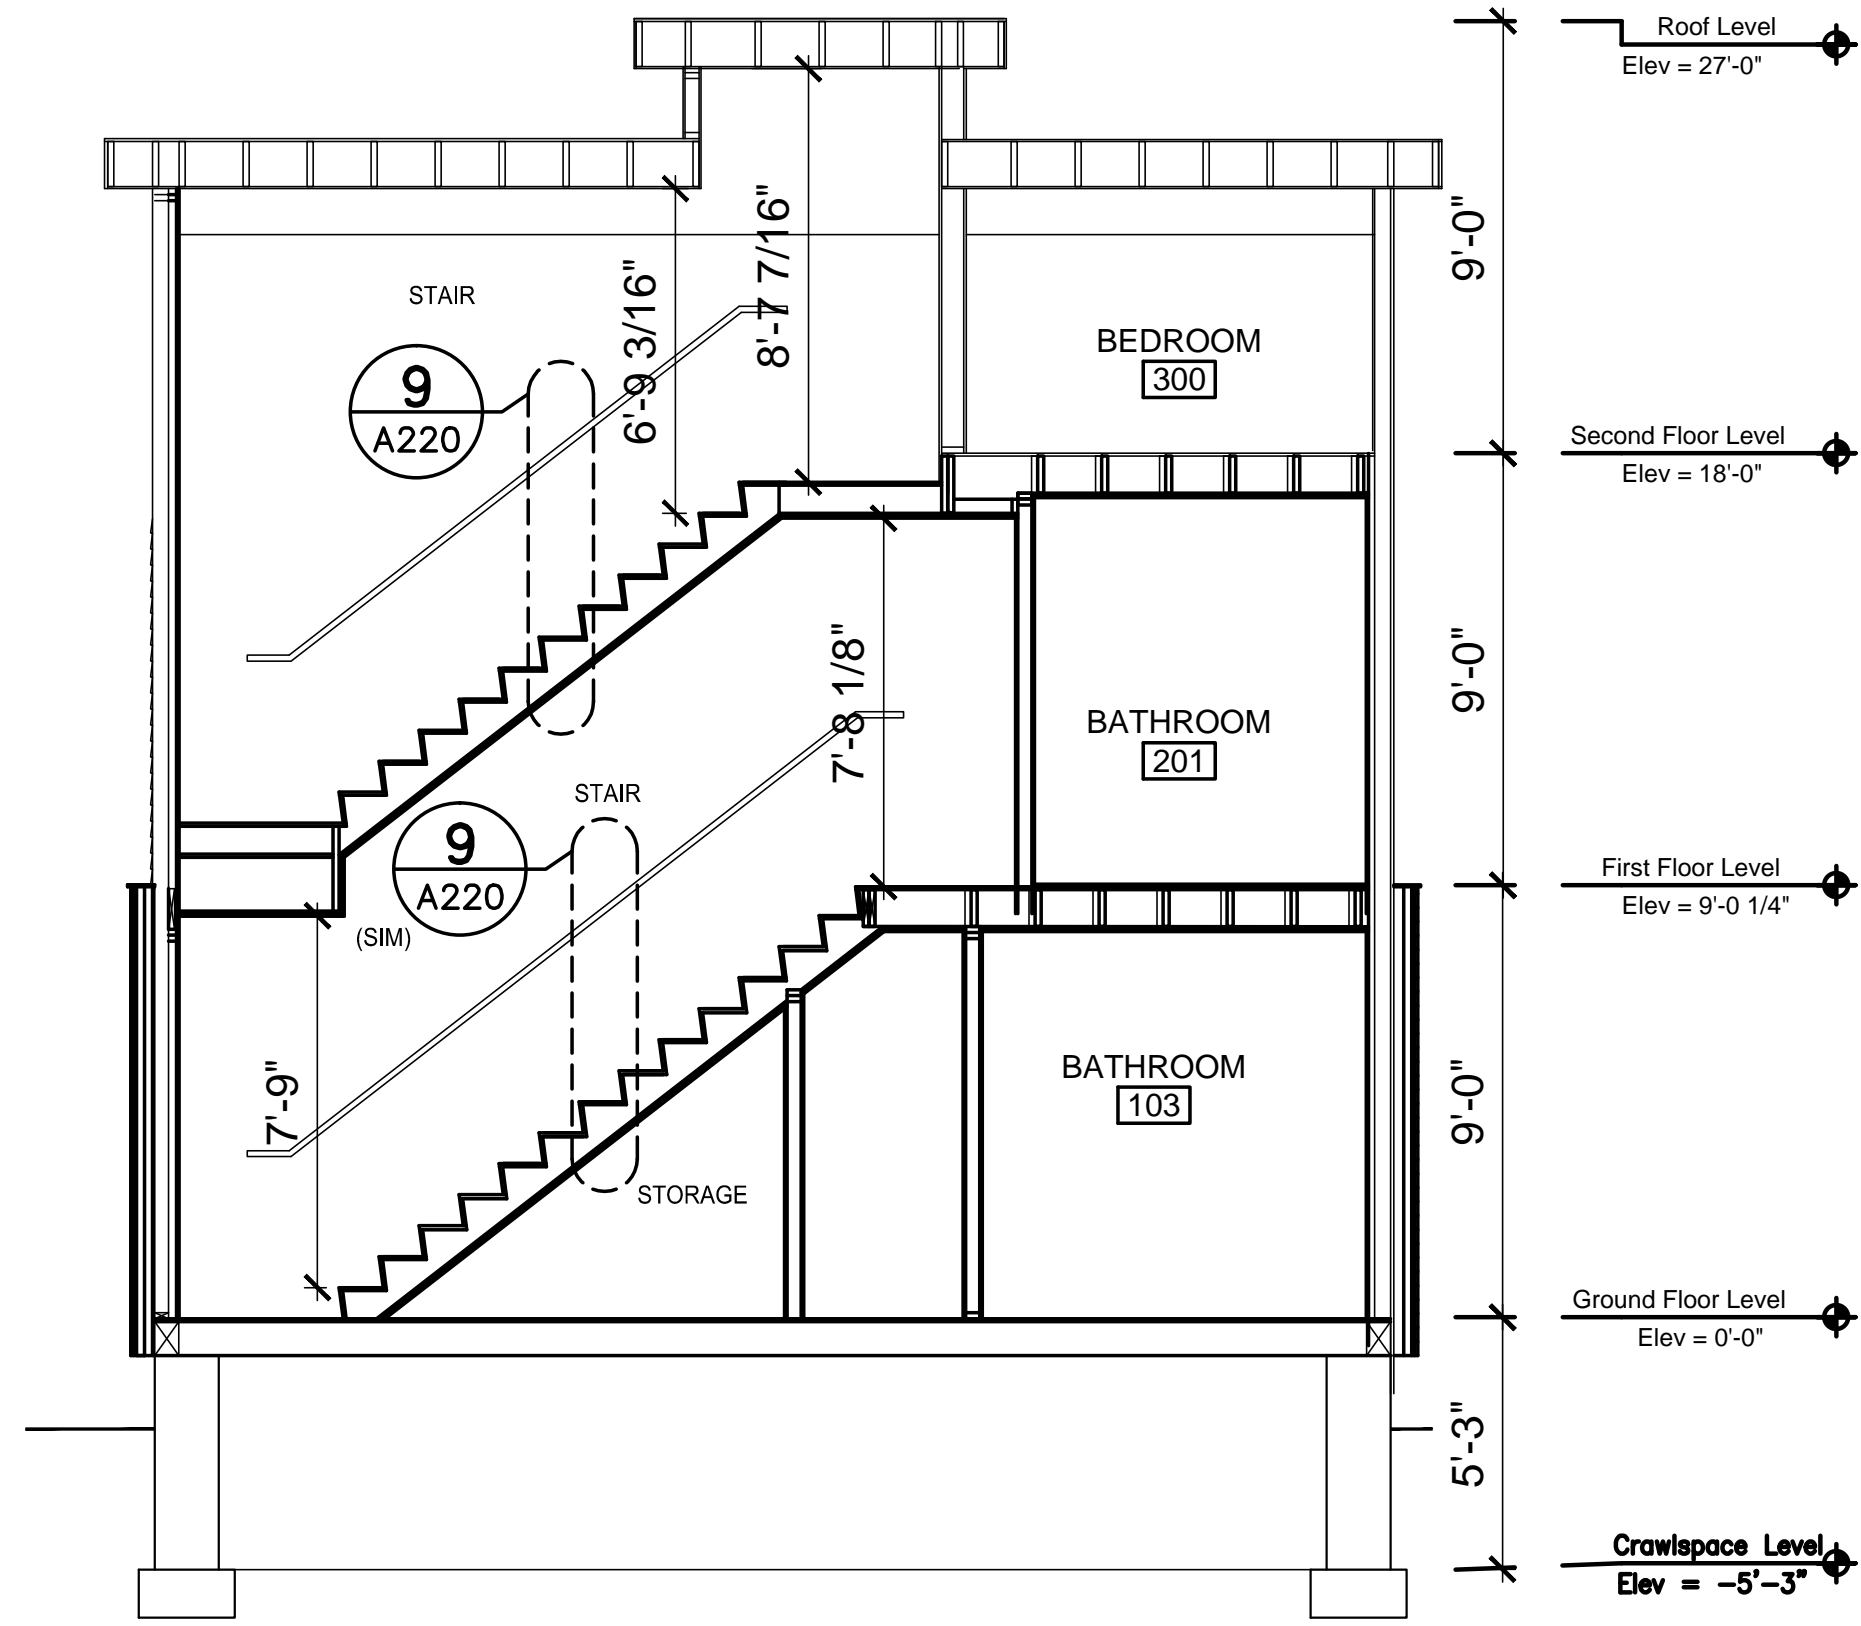 Roof Level
Elev = 27'-0"
9'-0"
8'-7 7/16"
6'-9 3/16"
STAIR
BEDROOM
300
9
A220
Second Floor Level
Elev = 18'-0"
9'-0"
7'-8 1/8"
BATHROOM
201
STAIR
9
A220
(SIM)
First Floor Level
Elev = 9'-0 1/4"
9'-0"
7'-9"
BATHROOM
103
STORAGE
Ground Floor Level
Elev = 0'-0"
5'-3"
Crawlspace Level
Elev = -5'-3"